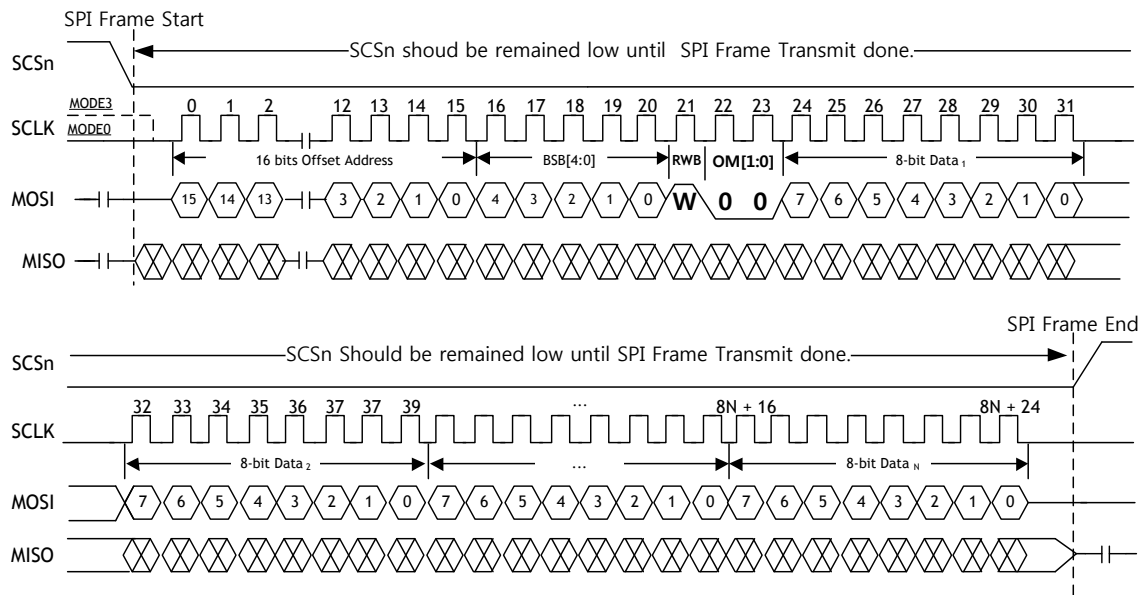 SPI Frame Start
SCSn shoud be remained low until SPI Frame Transmit done.
SCSn
MODE3
0 1 2 12 13 14 15 16 17 18 19 20 21 22 23 24 25 26 27 28 29 30 31
SCLK
MODE0
16 bits Offset Address BSB[4:0] RWB OM[1:0] 8-bit Data 1
MOSI 15 14 13 3 2 1 0 4 3 2 1 0 W 0 0 7 6 5 4 3 2 1 0
MISO
SPI Frame End
SCSn Should be remained low until SPI Frame Transmit done.
SCSn
32 33 34 35 36 37 37 39 ... 8N + 16 8N + 24
SCLK
8-bit Data 2 ... 8-bit Data N
MOSI 7 6 5 4 3 2 1 0 7 6 5 4 3 2 1 0 7 6 5 4 3 2 1 0
MISO